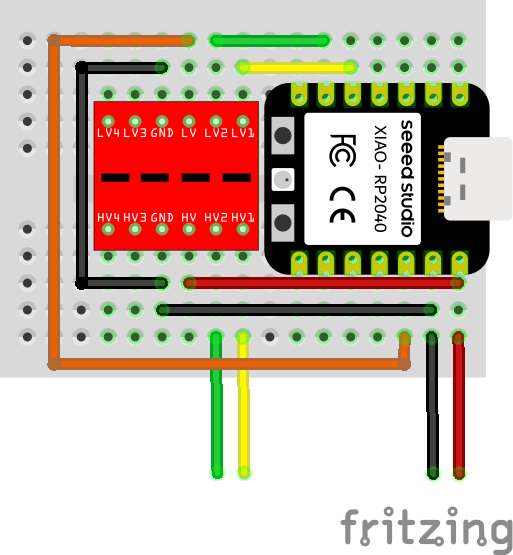 LV4 LV3 GND LV LV2 LV1
HV4 HV3 GND HV HV2 HV1
FC
CE
XIAO-RP2040
seeed studio
fritzing